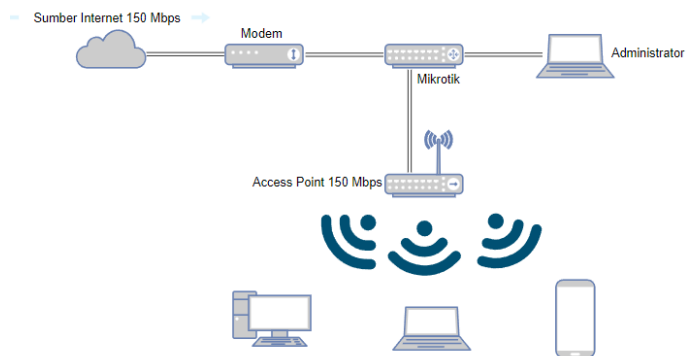 Sumber Internet 150 Mbps
Modem
Mikrotik
Administrator
Access Point 150 Mbps